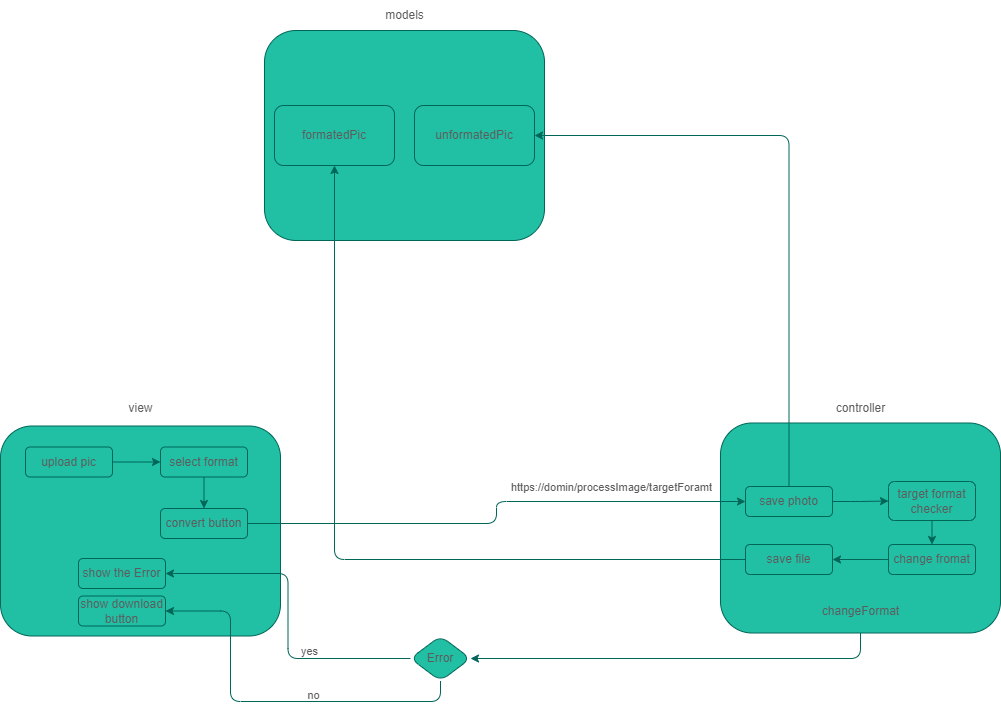 models
formatedPic
unformatedPic
view
controller
upload pic
select format
convert button
https://domin/processImage/targetForamt
save photo
target format
checker
save file
change fromat
show the Error
show download
button
changeFormat
yes
Error
no